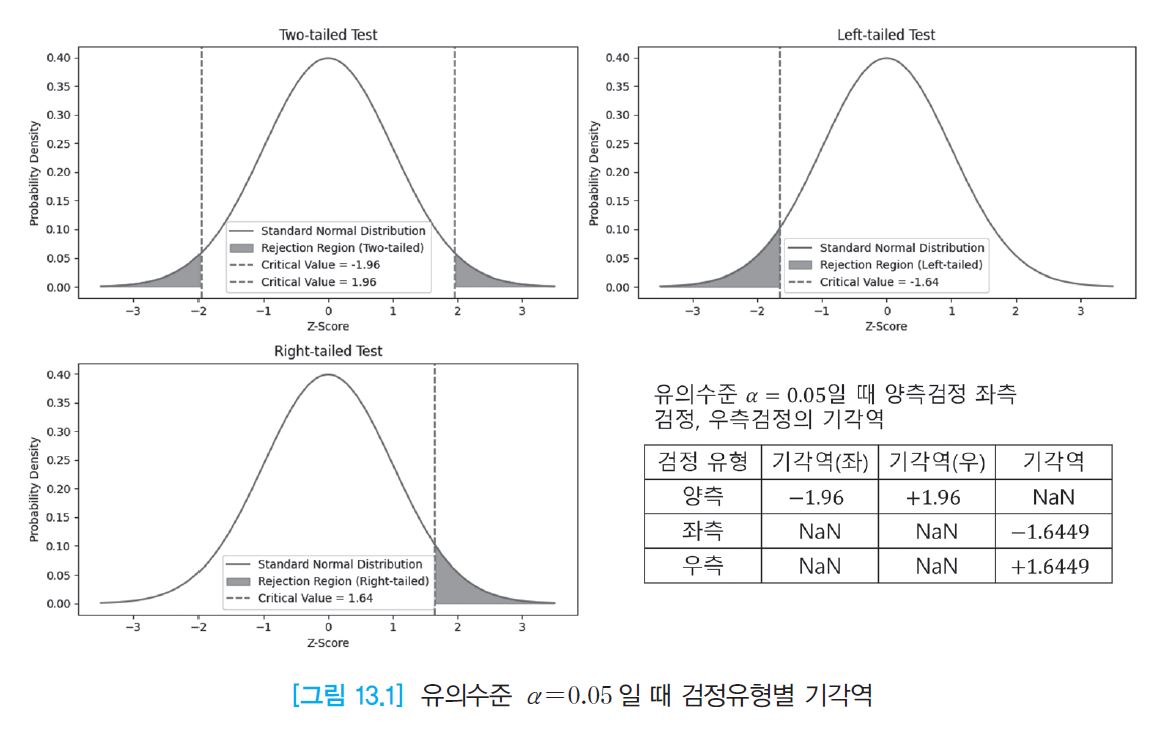 Two-tailed Test
0.40
0.35
0.30
0.25
0.20
0.15
0.10
0.05
0.00
Probability Density
Standard Normal Distribution
Rejection Region (Two-tailed)
Critical Value = -1.96
Critical Value = 1.96
−3 −2 −1 0 1 2 3
Z-Score
Left-tailed Test
0.40
0.35
0.30
0.25
0.20
0.15
0.10
0.05
0.00
Probability Density
Standard Normal Distribution
Rejection Region (Left-tailed)
Critical Value = -1.64
−3 −2 −1 0 1 2 3
Z-Score
Right-tailed Test
0.40
0.35
0.30
0.25
0.20
0.15
0.10
0.05
0.00
Probability Density
Standard Normal Distribution
Rejection Region (Right-tailed)
Critical Value = 1.64
−3 −2 −1 0 1 2 3
Z-Score
유의수준 α = 0.05일 때 양측검정 좌측
검정, 우측검정의 기각역
검정 유형 기각역(좌) 기각역(우) 기각역
양측 −1.96 +1.96 NaN
좌측 NaN NaN −1.6449
우측 NaN NaN +1.6449
[그림 13.1] 유의수준 α=0.05 일 때 검정유형별 기각역